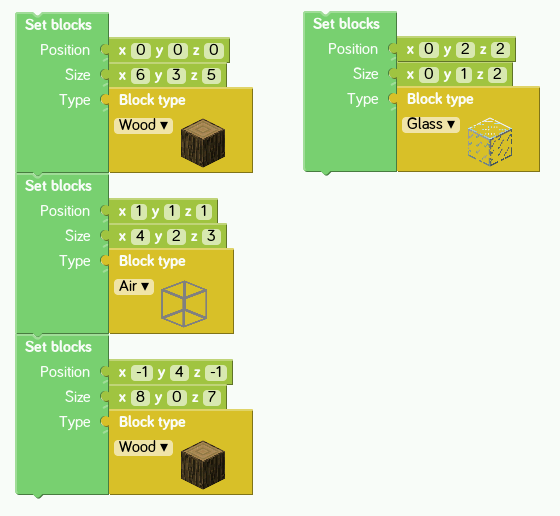 Set blocks
Position x 0 y 0 z 0
Size x 6 y 3 z 5
Type Block type
Wood ▾
Set blocks
Position x 1 y 1 z 1
Size x 4 y 2 z 3
Type Block type
Air ▾
Set blocks
Position x -1 y 4 z -1
Size x 8 y 0 z 7
Type Block type
Wood ▾
Set blocks
Position x 0 y 2 z 2
Size x 0 y 1 z 2
Type Block type
Glass ▾